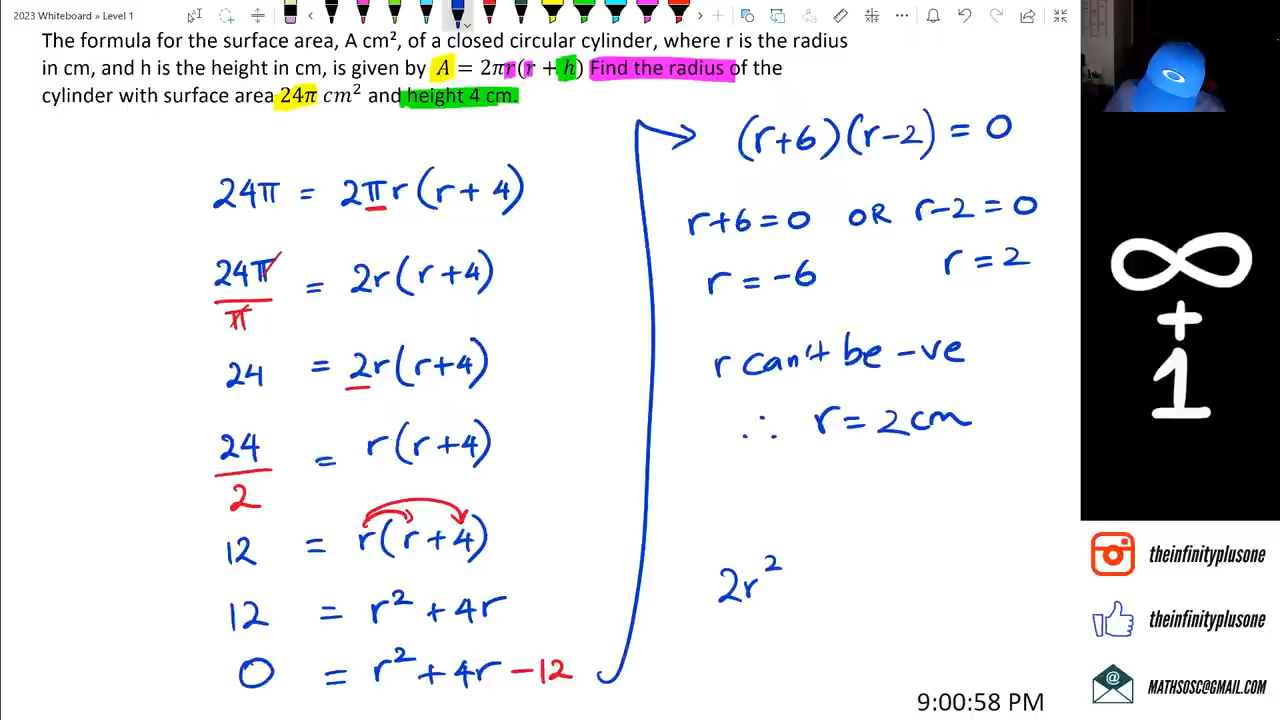 2023 Whiteboard » Level 1
The formula for the surface area, A cm², of a closed circular cylinder, where r is the radius
in cm, and h is the height in cm, is given by A = 2πr(r + h) Find the radius of the
cylinder with surface area 24π cm² and height 4 cm.
24π = 2πr(r+4)
24π/π = 2r(r+4)
24 = 2r(r+4)
24/2 = r(r+4)
12 = r(r+4)
12 = r² + 4r
0 = r² + 4r - 12
(r+6)(r-2) = 0
r+6=0 OR r-2=0
r = -6 r = 2
r can't be -ve
∴ r = 2cm
2r²
∞
+
1
theinfinityplusone
theinfinityplusone
@
MATHSOSC@GMAIL.COM
9:00:58 PM